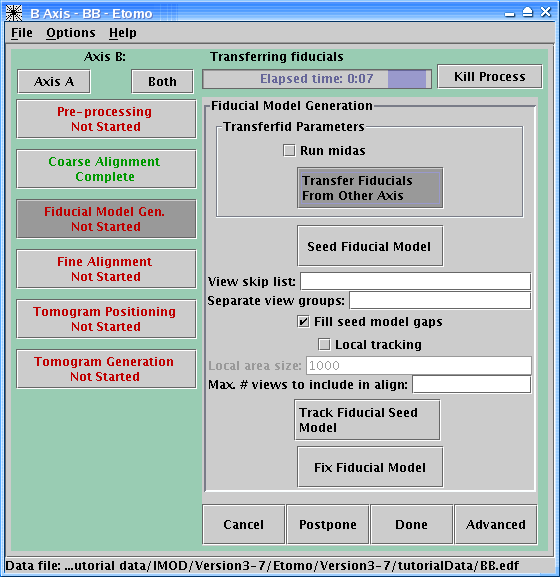 B Axis - BB - Etomo
File Options Help
Axis B: Transferring fiducials
Axis A Both Elapsed time: 0:07 Kill Process
Pre-processing
Not Started
Coarse Alignment
Complete
Fiducial Model Gen.
Not Started
Fine Alignment
Not Started
Tomogram Positioning
Not Started
Tomogram Generation
Not Started
Fiducial Model Generation
Transferfid Parameters
Run midas
Transfer Fiducials
From Other Axis
Seed Fiducial Model
View skip list:
Separate view groups:
Fill seed model gaps
Local tracking
Local area size: 1000
Max. # views to include in align:
Track Fiducial Seed
Model
Fix Fiducial Model
Cancel Postpone Done Advanced
Data file: ...utorial data/IMOD/Version3-7/Etomo/Version3-7/tutorialData/BB.edf